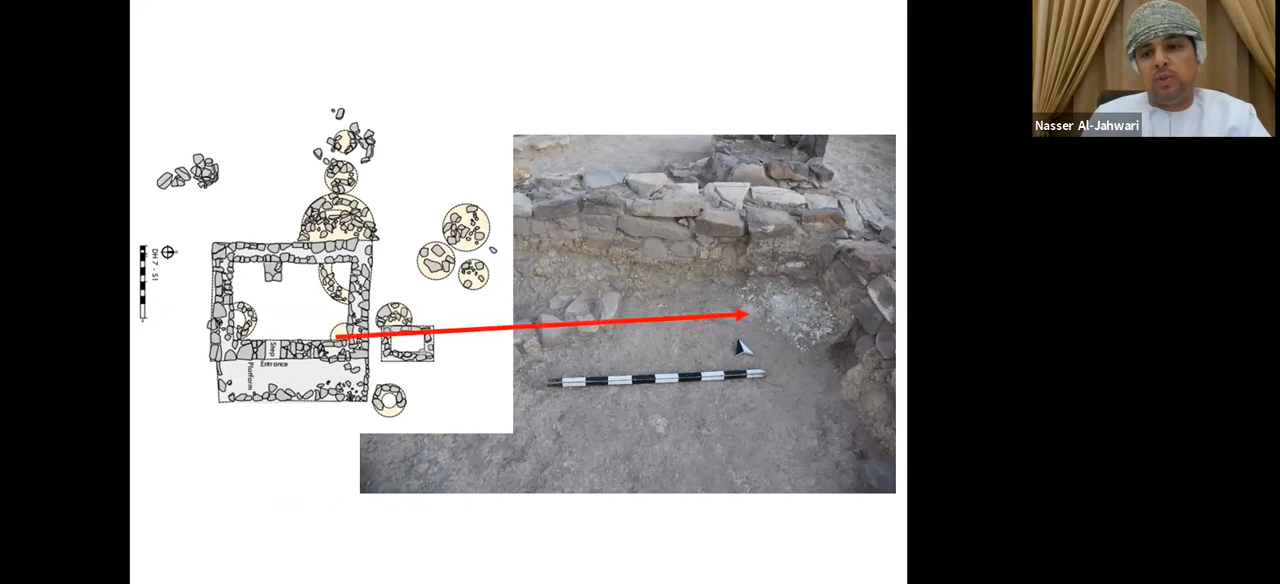 DH 7 - S1
Step
Entrance
Platform
Nasser Al-Jahwari